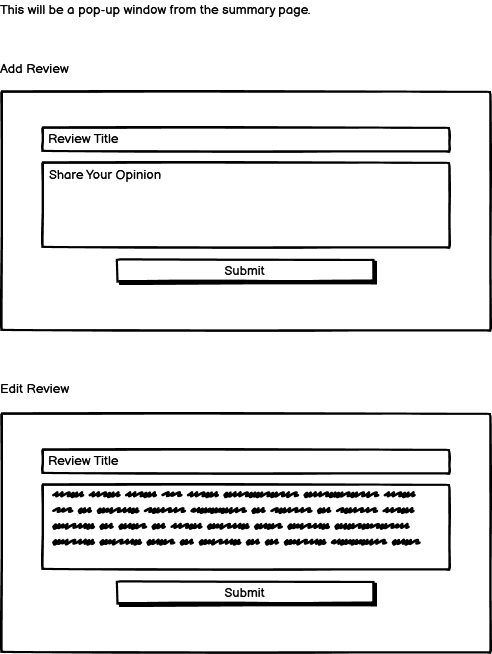 This will be a pop-up window from the summary page.
Add Review
Review Title
Share Your Opinion
Submit
Edit Review
Review Title
Submit